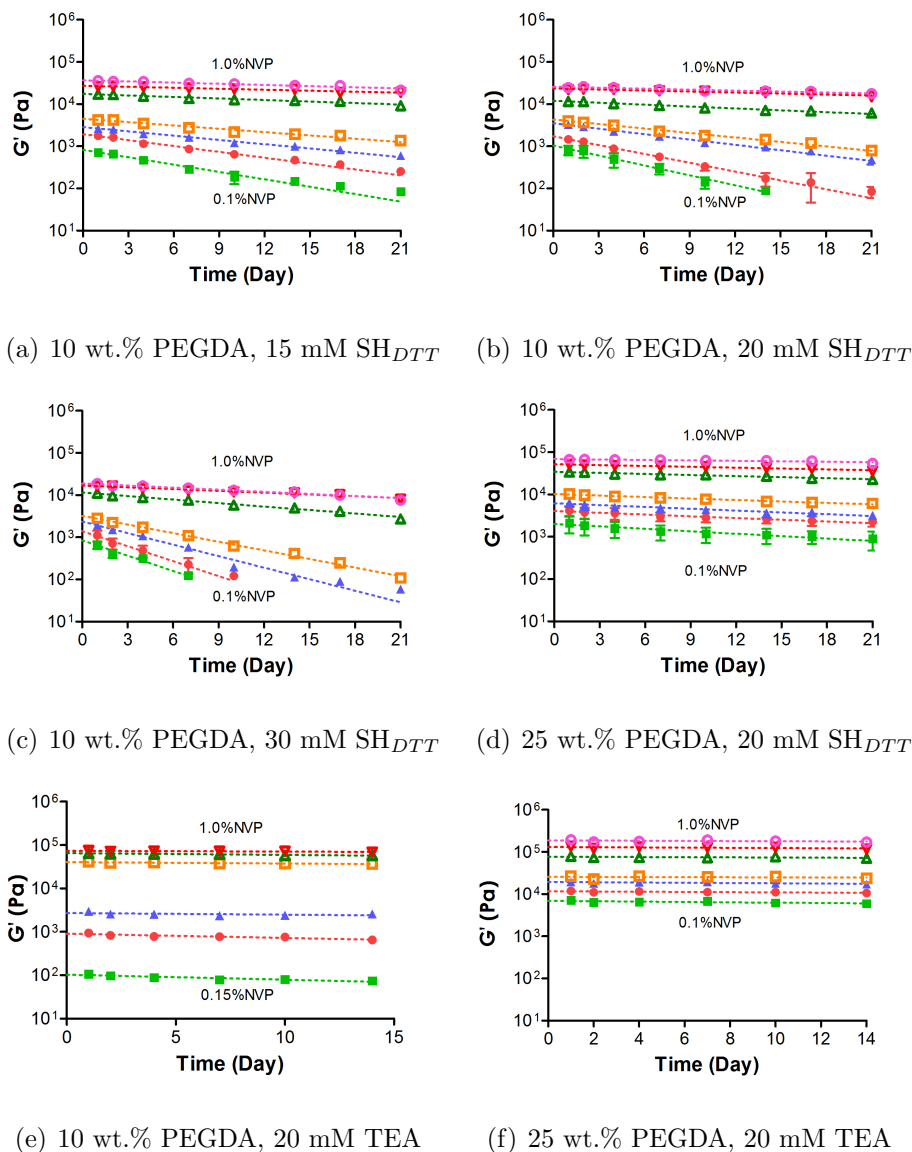 10⁶
10⁵
10⁴
10³
10²
10¹
G' (Pa)
1.0%NVP
0.1%NVP
0 3 6 9 12 15 18 21
Time (Day)
10⁶
10⁵
10⁴
10³
10²
10¹
G' (Pa)
1.0%NVP
0.1%NVP
0 3 6 9 12 15 18 21
Time (Day)
(a) 10 wt.% PEGDA, 15 mM SH_DTT
(b) 10 wt.% PEGDA, 20 mM SH_DTT
10⁶
10⁵
10⁴
10³
10²
10¹
G' (Pa)
1.0%NVP
0.1%NVP
0 3 6 9 12 15 18 21
Time (Day)
10⁶
10⁵
10⁴
10³
10²
10¹
G' (Pa)
1.0%NVP
0.1%NVP
0 3 6 9 12 15 18 21
Time (Day)
(c) 10 wt.% PEGDA, 30 mM SH_DTT
(d) 25 wt.% PEGDA, 20 mM SH_DTT
10⁶
10⁵
10⁴
10³
10²
10¹
G' (Pa)
1.0%NVP
0.15%NVP
0 5 10 15
Time (Day)
10⁶
10⁵
10⁴
10³
10²
10¹
G' (Pa)
1.0%NVP
0.1%NVP
0 2 4 6 8 10 12 14
Time (Day)
(e) 10 wt.% PEGDA, 20 mM TEA
(f) 25 wt.% PEGDA, 20 mM TEA